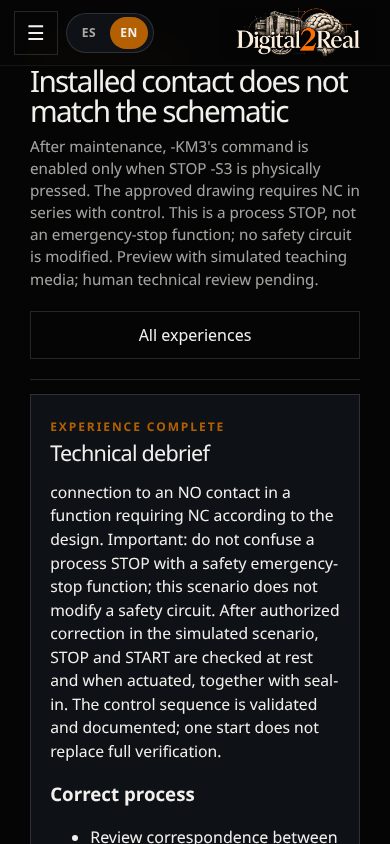 ☰
ES
EN
Digital2Real
Installed contact does not
match the schematic
After maintenance, -KM3's command is
enabled only when STOP -S3 is physically
pressed. The approved drawing requires NC in
series with control. This is a process STOP, not
an emergency-stop function; no safety circuit
is modified. Preview with simulated teaching
media; human technical review pending.
All experiences
EXPERIENCE COMPLETE
Technical debrief
connection to an NO contact in a
function requiring NC according to the
design. Important: do not confuse a
process STOP with a safety emergency-
stop function; this scenario does not
modify a safety circuit. After authorized
correction in the simulated scenario,
STOP and START are checked at rest
and when actuated, together with seal-
in. The control sequence is validated
and documented; one start does not
replace full verification.
Correct process
• Review correspondence between